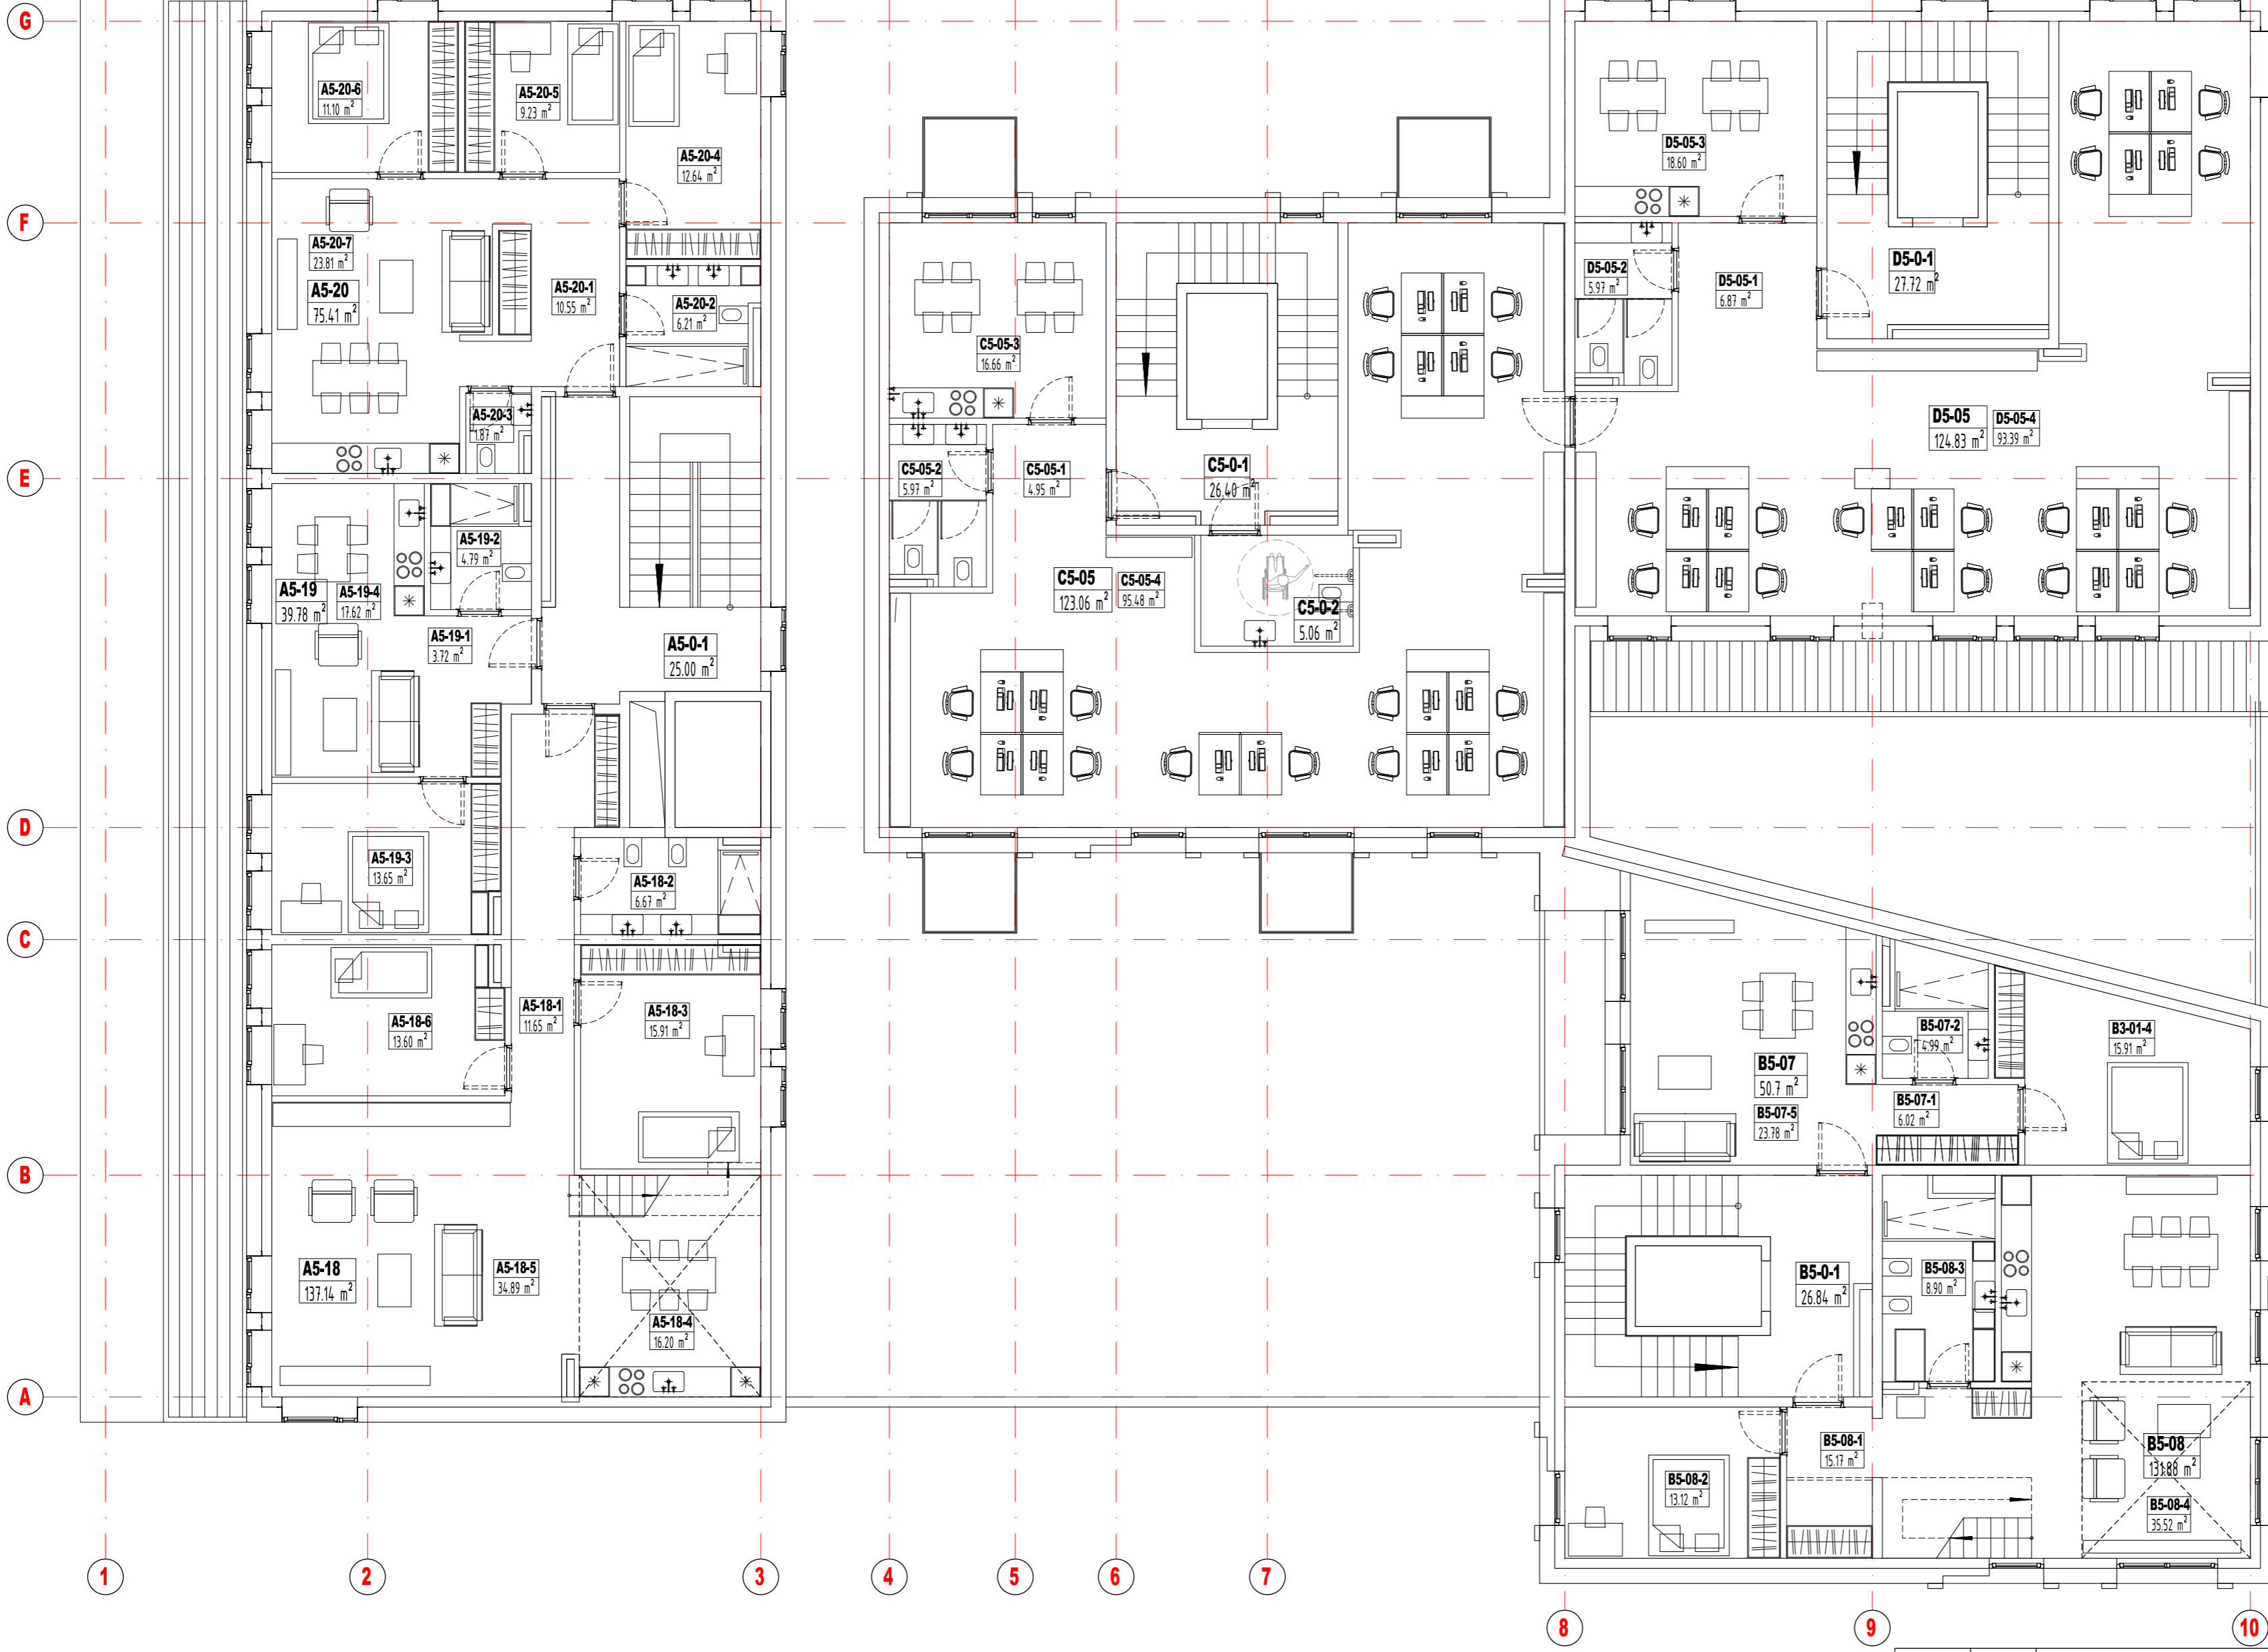 G
A5-20-6
11.10 m²
A5-20-5
9.23 m²
A5-20-4
12.64 m²
D5-05-3
18.60 m²
F
A5-20-7
23.81 m²
A5-20
75.41 m²
A5-20-1
10.55 m²
A5-20-2
6.21 m²
A5-20-3
1.87 m²
C5-05-3
16.66 m²
D5-05-2
5.97 m²
D5-05-1
6.87 m²
D5-0-1
27.72 m²
D5-05
124.83 m²
D5-05-4
93.39 m²
E
C5-05-2
5.97 m²
C5-05-1
4.95 m²
C5-0-1
26.40 m²
A5-19-2
4.79 m²
A5-19
39.78 m²
A5-19-4
17.62 m²
A5-19-1
3.72 m²
A5-0-1
25.00 m²
C5-05
123.06 m²
C5-05-4
95.48 m²
C5-0-2
5.06 m²
D
A5-19-3
13.65 m²
A5-18-2
6.67 m²
C
A5-18-6
13.60 m²
A5-18-1
11.65 m²
A5-18-3
15.91 m²
B5-07
50.7 m²
B5-07-5
23.78 m²
B5-07-2
4.99 m²
B5-07-1
6.02 m²
B3-01-4
15.91 m²
B
A5-18
137.14 m²
A5-18-5
34.89 m²
A5-18-4
16.20 m²
B5-0-1
26.84 m²
B5-08-3
8.90 m²
A
B5-08-2
13.12 m²
B5-08-1
15.17 m²
B5-08
131.88 m²
B5-08-4
35.52 m²
1
2
3
4
5
6
7
8
9
10